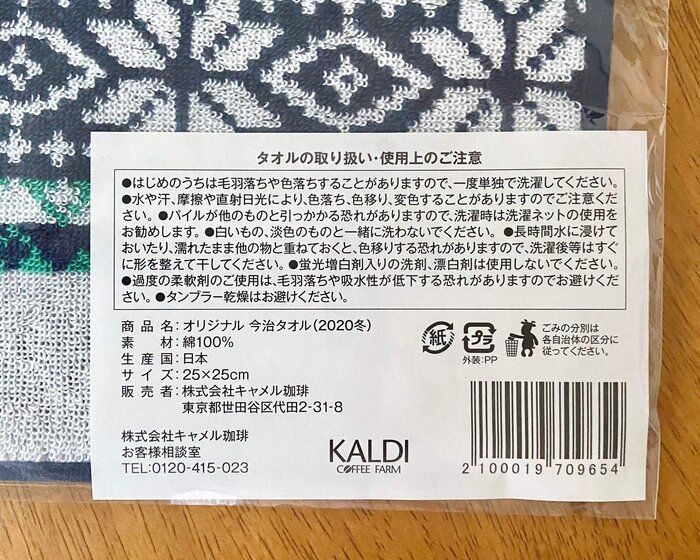 タオルの取り扱い・使用上のご注意
●はじめのうちは毛羽落ちや色落ちすることがありますので、一度単独で洗濯してください。
●水や汗、摩擦や直射日光により、色落ち、色移り、変色することがありますのでご注意くだ
さい。●パイルが他のものと引っかかる恐れがありますので、洗濯時は洗濯ネットの使用を
お勧めします。●白いもの、淡色のものと一緒に洗わないでください。●長時間水に浸けて
おいたり、濡れたまま他の物と重ねておくと、色移りする恐れがありますので、洗濯後等はすぐ
に形を整えて干してください。●蛍光増白剤入りの洗剤、漂白剤は使用しないでください。
●過度の柔軟剤のご使用は、毛羽落ちや吸水性が低下する恐れがありますのでお避けくださ
い。●タンブラー乾燥はお避けください。
商品名:オリジナル 今治タオル(2020冬)
素材:綿100%
生産国:日本
サイズ:25×25cm
販売者:株式会社キャメル珈琲
東京都世田谷区代田2-31-8
紙
プラ
外装:PP
ごみの分別は
各自治体の区分に
従ってください。
株式会社キャメル珈琲
お客様相談室
TEL:0120-415-023
KALDI
COFFEE FARM
2100019709654